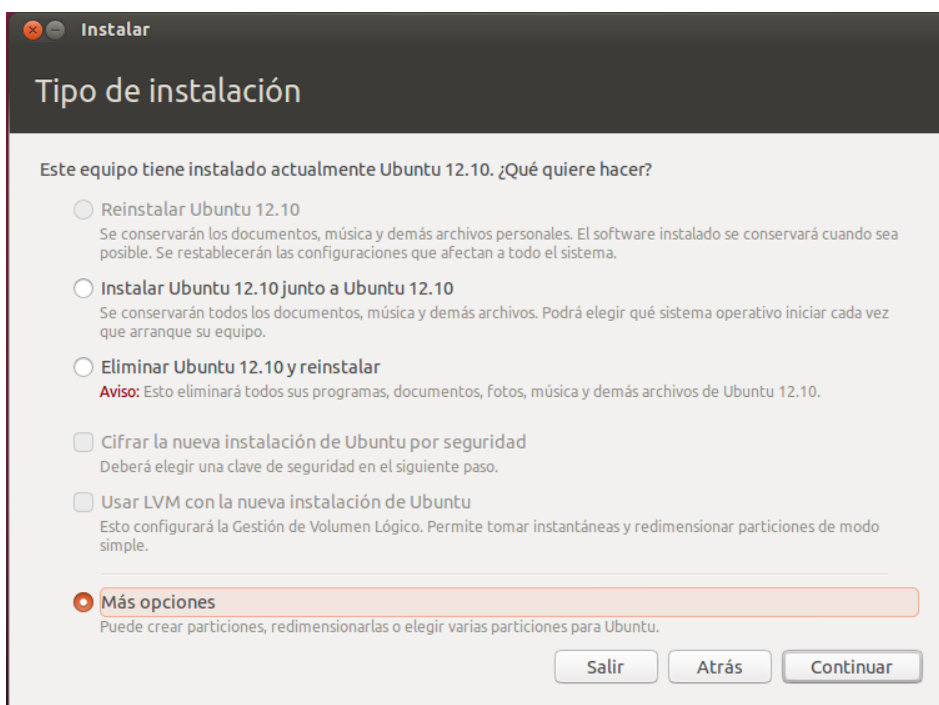 Instalar
Tipo de instalación
Este equipo tiene instalado actualmente Ubuntu 12.10. ¿Qué quiere hacer?
Reinstalar Ubuntu 12.10
Se conservarán los documentos, música y demás archivos personales. El software instalado se conservará cuando sea
posible. Se restablecerán las configuraciones que afectan a todo el sistema.
Instalar Ubuntu 12.10 junto a Ubuntu 12.10
Se conservarán todos los documentos, música y demás archivos. Podrá elegir qué sistema operativo iniciar cada vez
que arranque su equipo.
Eliminar Ubuntu 12.10 y reinstalar
Aviso: Esto eliminará todos sus programas, documentos, fotos, música y demás archivos de Ubuntu 12.10.
Cifrar la nueva instalación de Ubuntu por seguridad
Deberá elegir una clave de seguridad en el siguiente paso.
Usar LVM con la nueva instalación de Ubuntu
Esto configurará la Gestión de Volumen Lógico. Permite tomar instantáneas y redimensionar particiones de modo
simple.
Más opciones
Puede crear particiones, redimensionarlas o elegir varias particiones para Ubuntu.
Salir
Atrás
Continuar